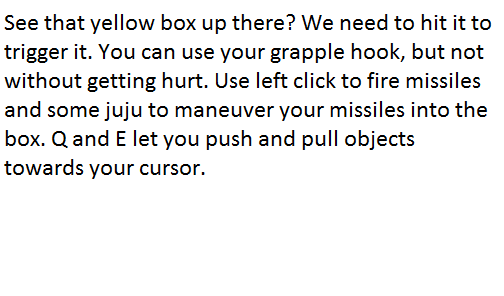 See that yellow box up there? We need to hit it to
trigger it. You can use your grapple hook, but not
without getting hurt. Use left click to fire missiles
and some juju to maneuver your missiles into the
box. Q and E let you push and pull objects
towards your cursor.